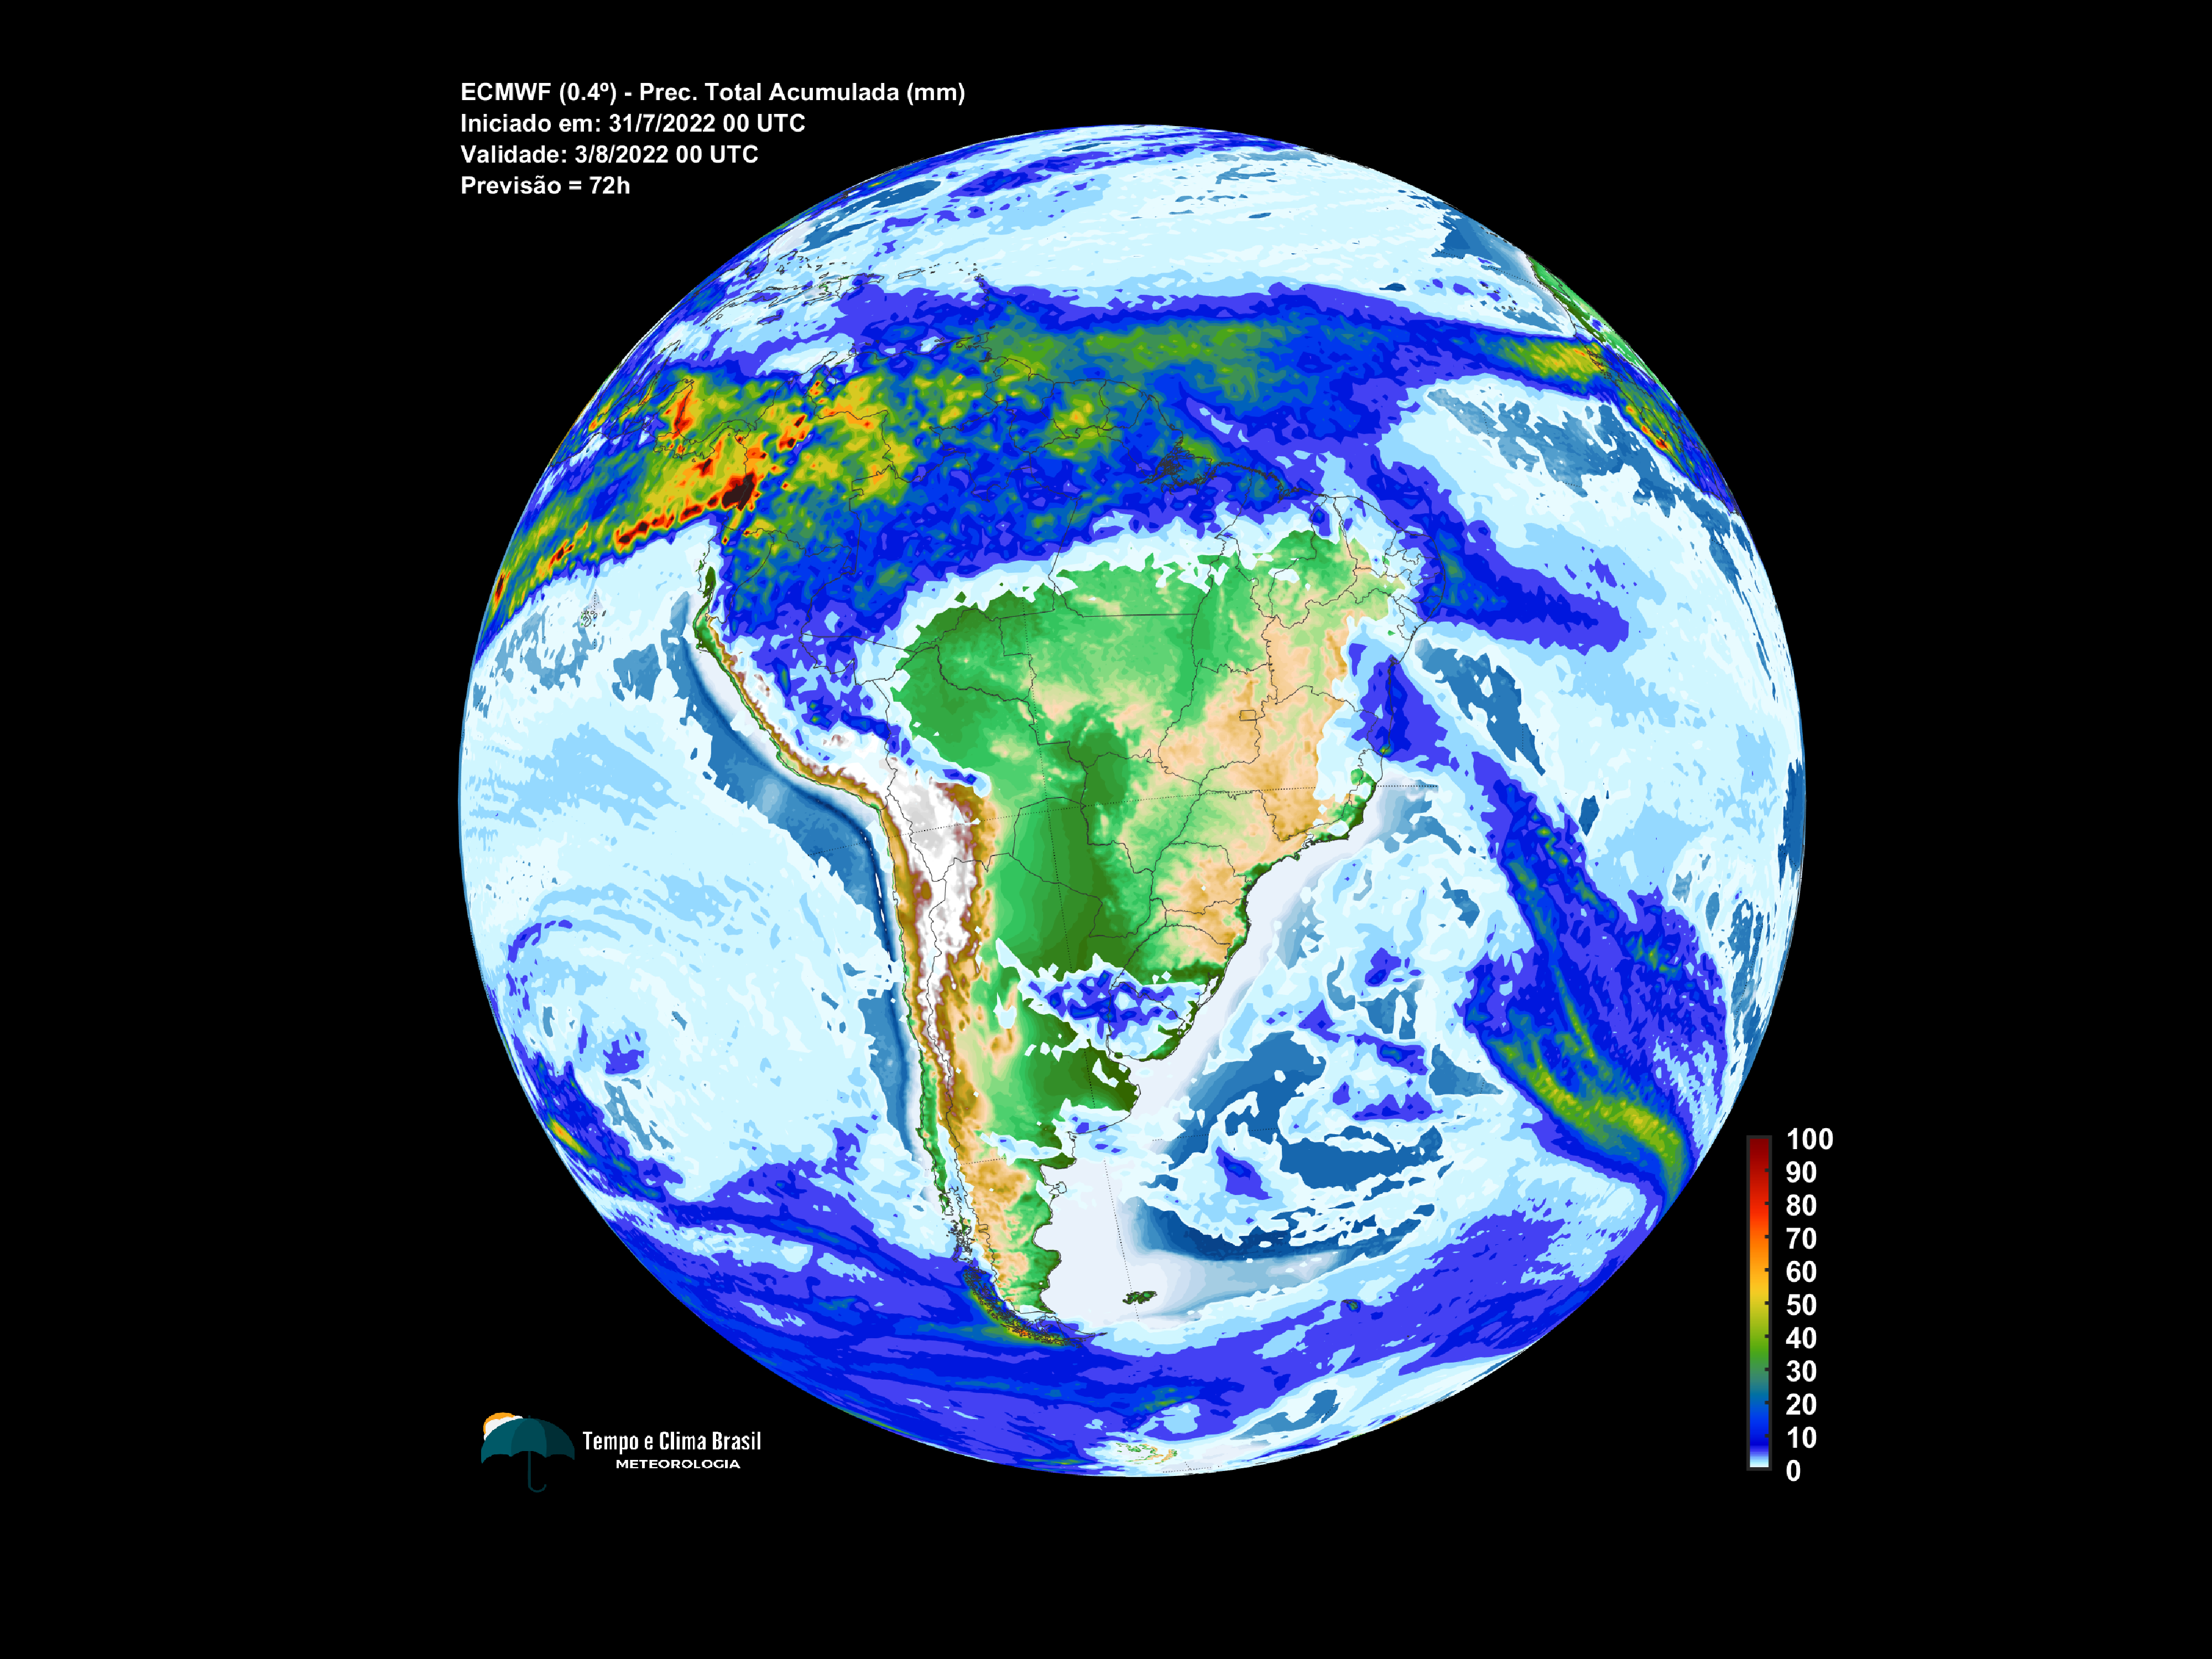 ECMWF (0.4º) - Prec. Total Acumulada (mm)
Iniciado em: 31/7/2022 00 UTC
Validade: 3/8/2022 00 UTC
Previsão = 72h
100
90
80
70
60
50
40
30
20
10
0
Tempo e Clima Brasil
METEOROLOGIA